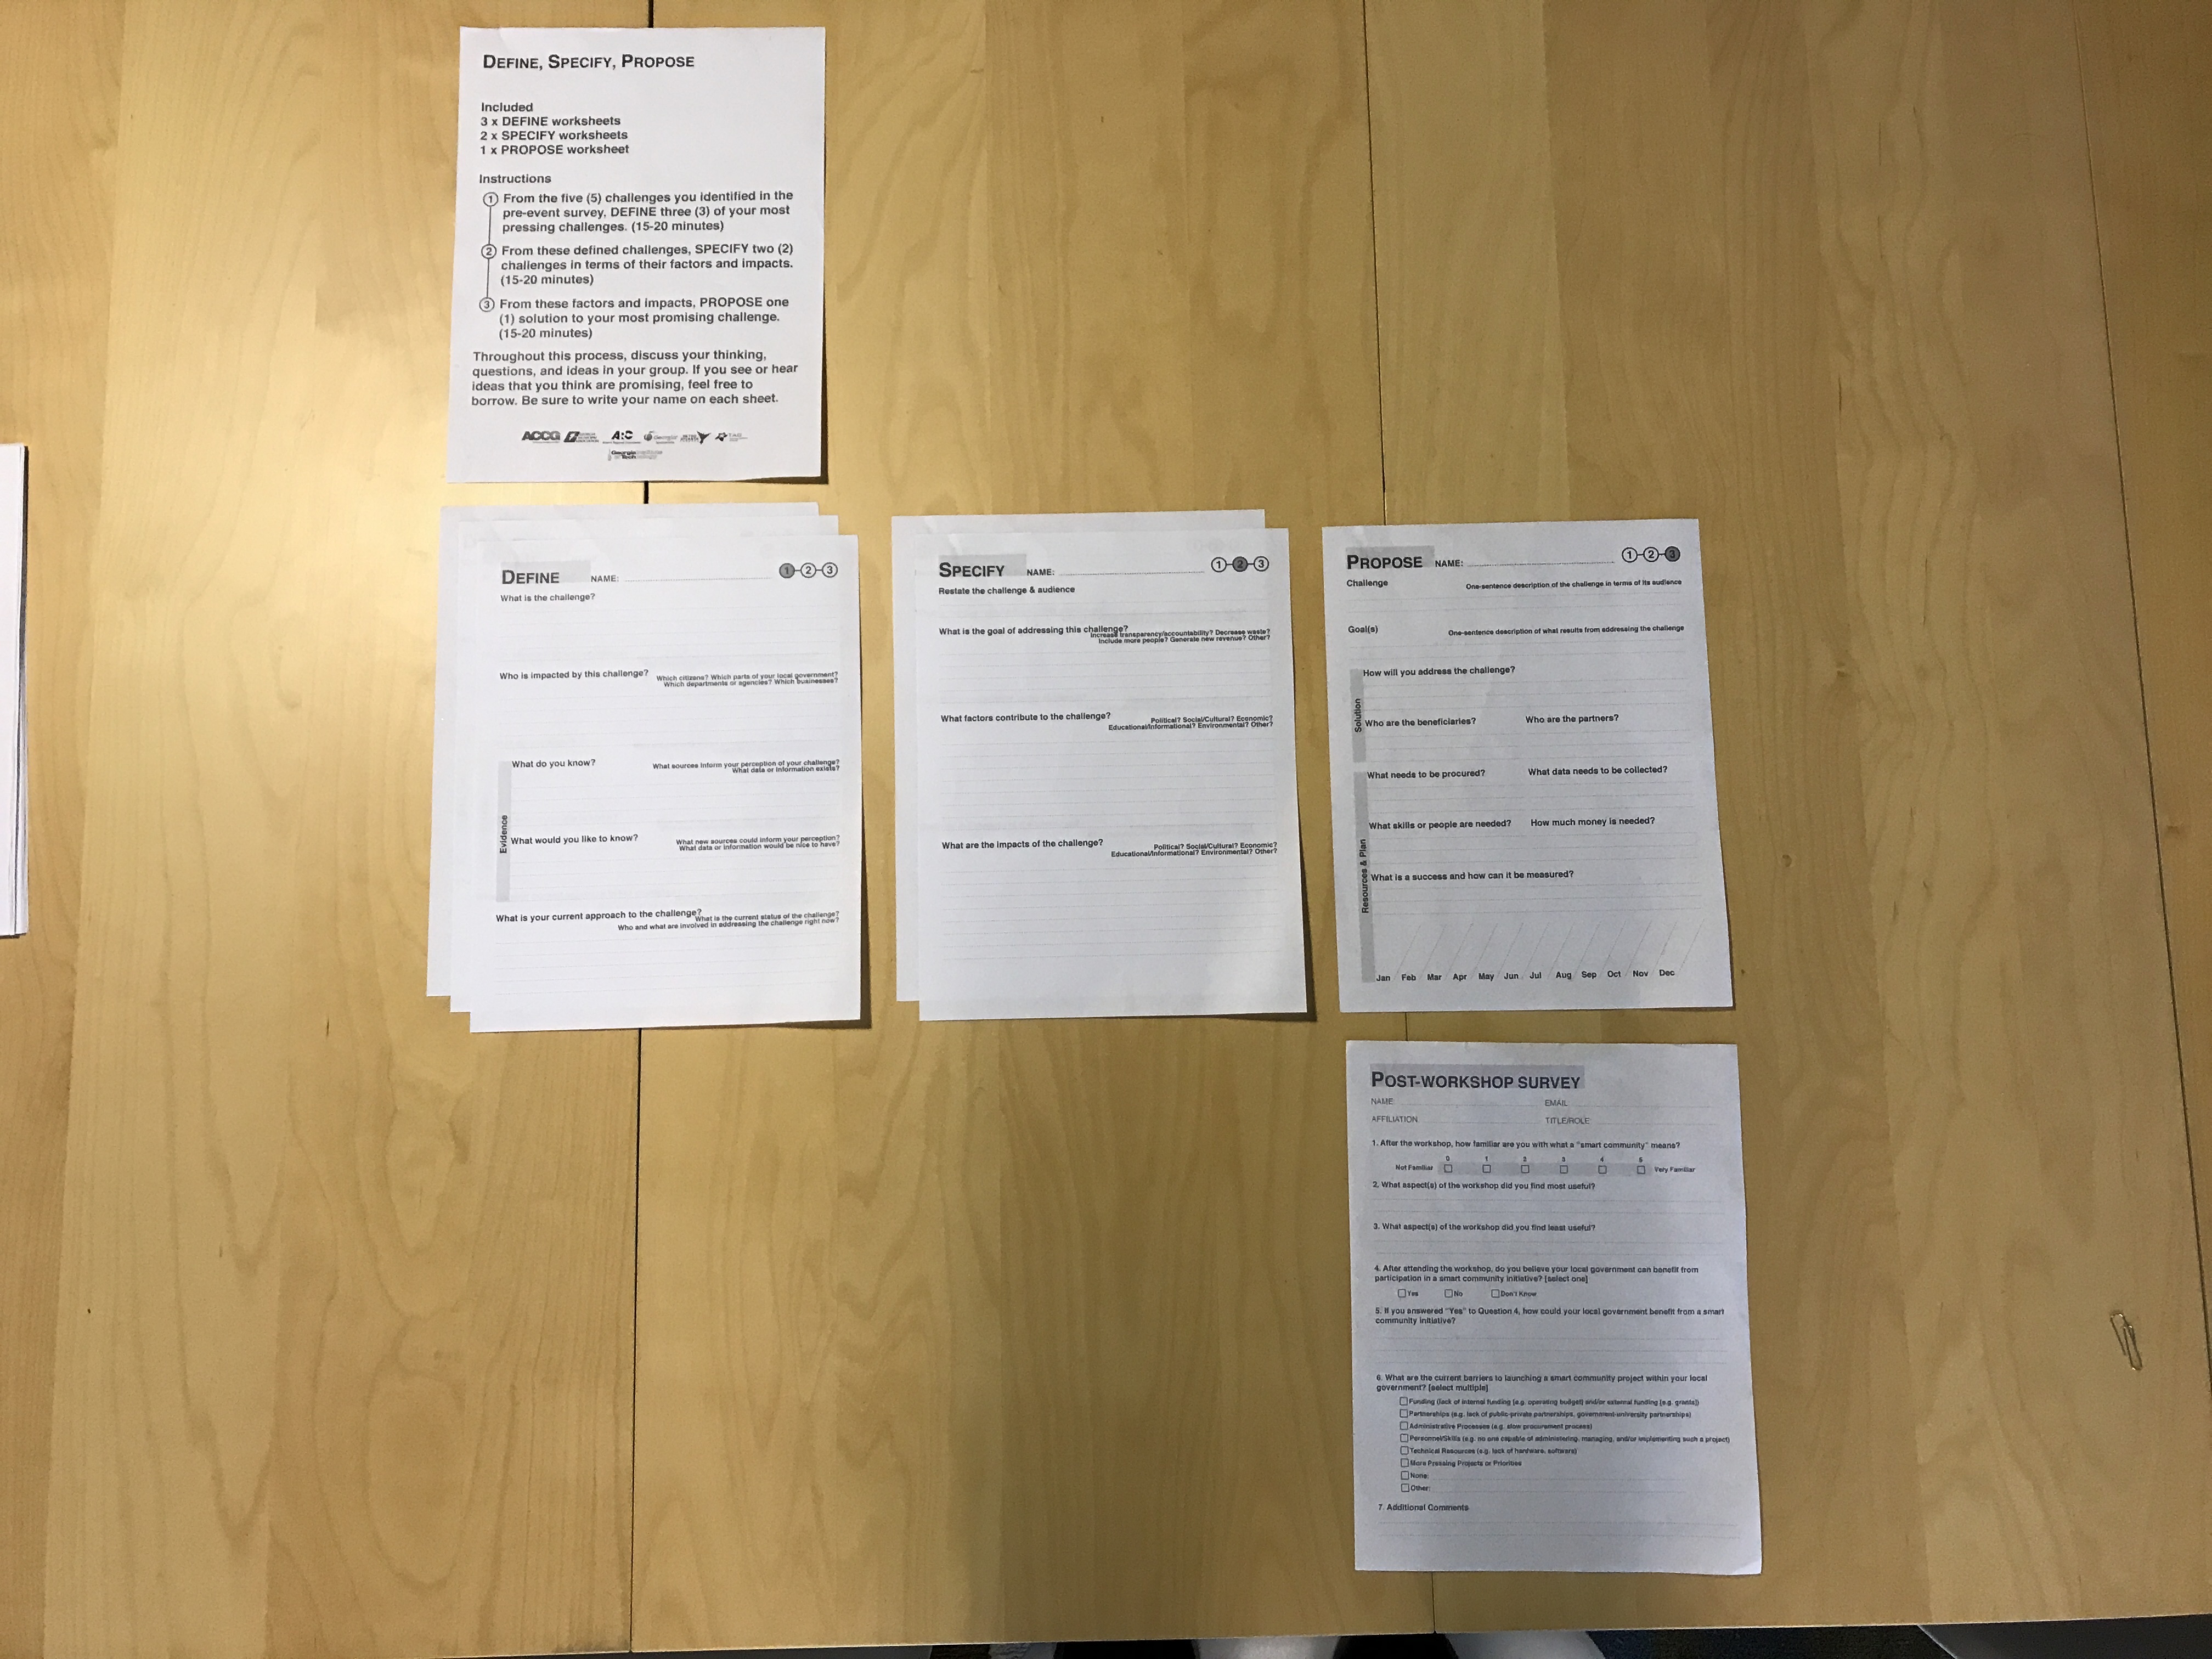 DEFINE, SPECIFY, PROPOSE
Included
3 x DEFINE worksheets
2 x SPECIFY worksheets
1 x PROPOSE worksheet
Instructions
1 From the five (5) challenges you identified in the
pre-event survey, DEFINE three (3) of your most
pressing challenges. (15-20 minutes)
2 From these defined challenges, SPECIFY two (2)
challenges in terms of their factors and impacts.
(15-20 minutes)
3 From these factors and impacts, PROPOSE one
(1) solution to your most promising challenge.
(15-20 minutes)
Throughout this process, discuss your thinking,
questions, and ideas in your group. If you see or hear
ideas that you think are promising, feel free to
borrow. Be sure to write your name on each sheet.
ACCG
Georgia
TAG
Georgia
Tech
DEFINE NAME: 1-2-3
What is the challenge?
Who is impacted by this challenge? Which citizens? Which parts of your local government?
Which departments or agencies? Which businesses?
Evidence
What do you know? What sources inform your perception of your challenge?
What data or information exists?
What would you like to know? What new sources could inform your perception?
What data or information would be nice to have?
What is your current approach to the challenge? What is the current status of the challenge?
Who and what are involved in addressing the challenge right now?
SPECIFY NAME: 1-2-3
Restate the challenge & audience
What is the goal of addressing this challenge?
Increase transparency/accountability? Decrease waste?
Include more people? Generate new revenue? Other?
What factors contribute to the challenge? Political? Social/Cultural? Economic?
Educational/Informational? Environmental? Other?
What are the impacts of the challenge? Political? Social/Cultural? Economic?
Educational/Informational? Environmental? Other?
PROPOSE NAME: 1-2-3
Challenge One-sentence description of the challenge in terms of its audience
Goal(s) One-sentence description of what results from addressing the challenge
Solution
How will you address the challenge?
Who are the beneficiaries? Who are the partners?
Resources & Plan
What needs to be procured? What data needs to be collected?
What skills or people are needed? How much money is needed?
What is a success and how can it be measured?
Jan Feb Mar Apr May Jun Jul Aug Sep Oct Nov Dec
POST-WORKSHOP SURVEY
NAME: EMAIL
AFFILIATION TITLE/ROLE
1. After the workshop, how familiar are you with what a "smart community" means?
0 1 2 3 4 5
Not Familiar Very Familiar
2. What aspect(s) of the workshop did you find most useful?
3. What aspect(s) of the workshop did you find least useful?
4. After attending the workshop, do you believe your local government can benefit from
participation in a smart community initiative? [select one]
Yes No Don't Know
5. If you answered "Yes" to Question 4, how could your local government benefit from a smart
community initiative?
6. What are the current barriers to launching a smart community project within your local
government? [select multiple]
Funding (lack of internal funding [e.g. operating budget] and/or external funding [e.g. grants])
Partnerships (e.g. lack of public-private partnerships, government-university partnerships)
Administrative Processes (e.g. slow procurement process)
Personnel/Skills (e.g. no one capable of administering, managing, and/or implementing such a project)
Technical Resources (e.g. lack of hardware, software)
More Pressing Projects or Priorities
None:
Other:
7. Additional Comments